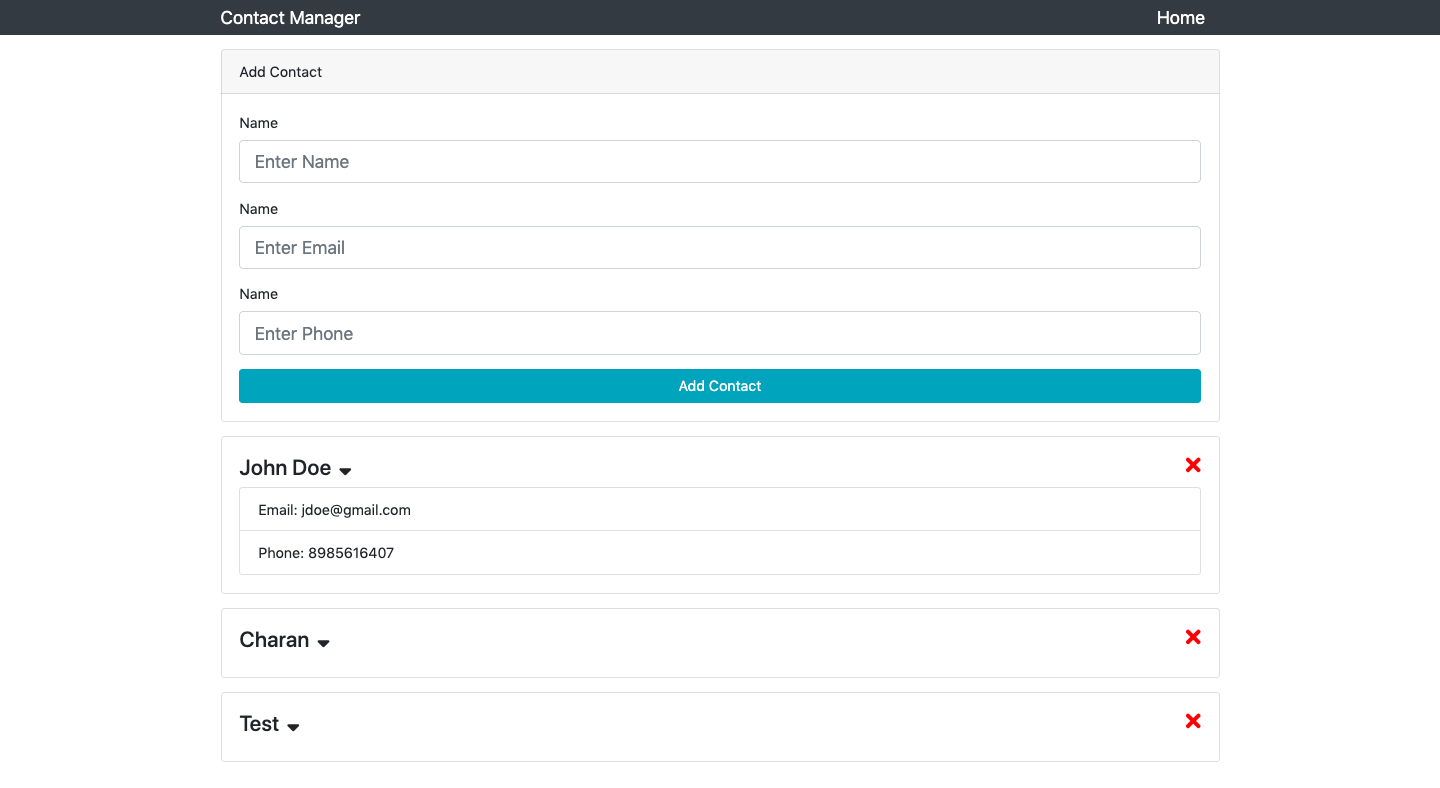 Contact Manager Home
Add Contact
Name
Enter Name
Name
Enter Email
Name
Enter Phone
Add Contact
John Doe
Email: jdoe@gmail.com
Phone: 8985616407
Charan
Test